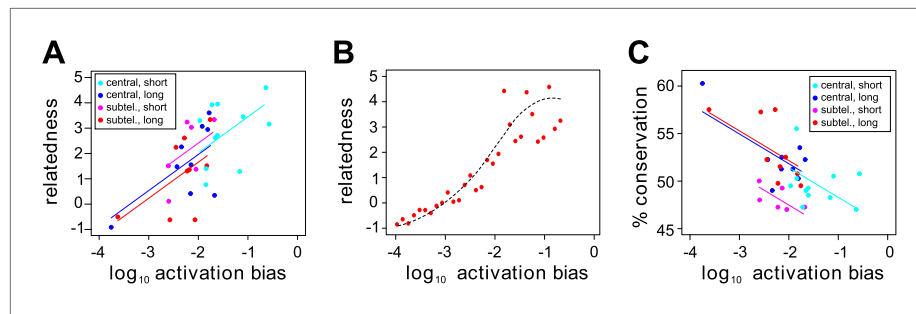 A
B
C
relatedness
5
4
3
2
1
0
-1
central, short
central, long
subtel., short
subtel., long
-4
-3
-2
-1
0
log10 activation bias
relatedness
5
4
3
2
1
0
-1
-4
-3
-2
-1
0
log10 activation bias
% conservation
60
55
50
45
central, short
central, long
subtel., short
subtel., long
-4
-3
-2
-1
0
log10 activation bias